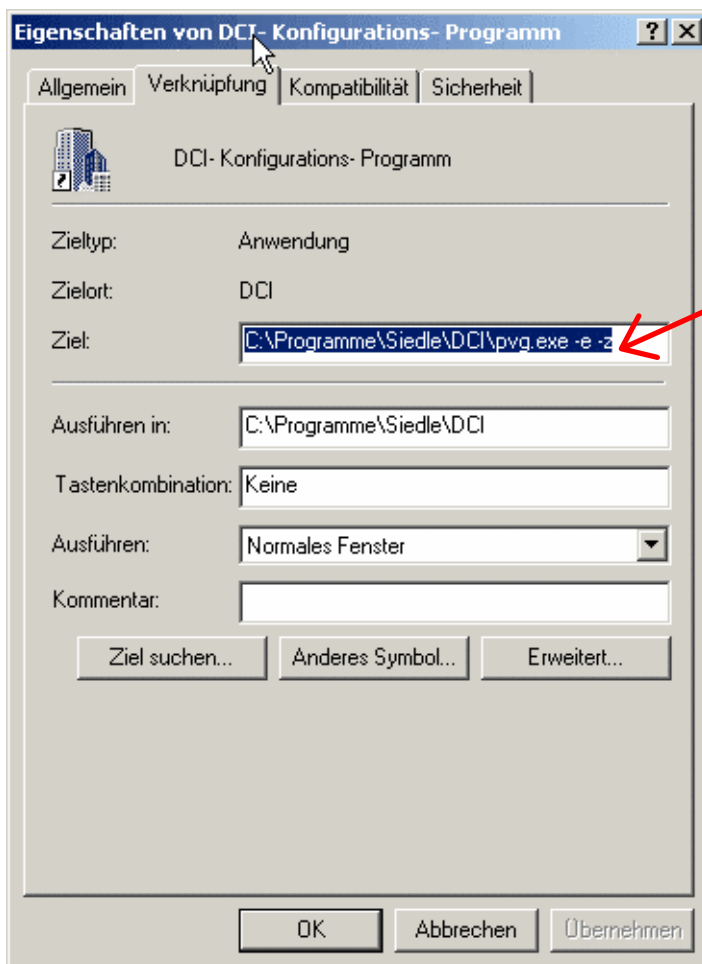 Eigenschaften von DCI- Konfigurations- Programm
Allgemein Verknüpfung Kompatibilität Sicherheit
DCI- Konfigurations- Programm
Zieltyp: Anwendung
Zielort: DCI
Ziel: C:\Programme\Siedle\DCI\pvg.exe -e -z
Ausführen in: C:\Programme\Siedle\DCI
Tastenkombination: Keine
Ausführen: Normales Fenster
Kommentar:
Ziel suchen... Anderes Symbol... Erweitert...
OK Abbrechen Übernehmen